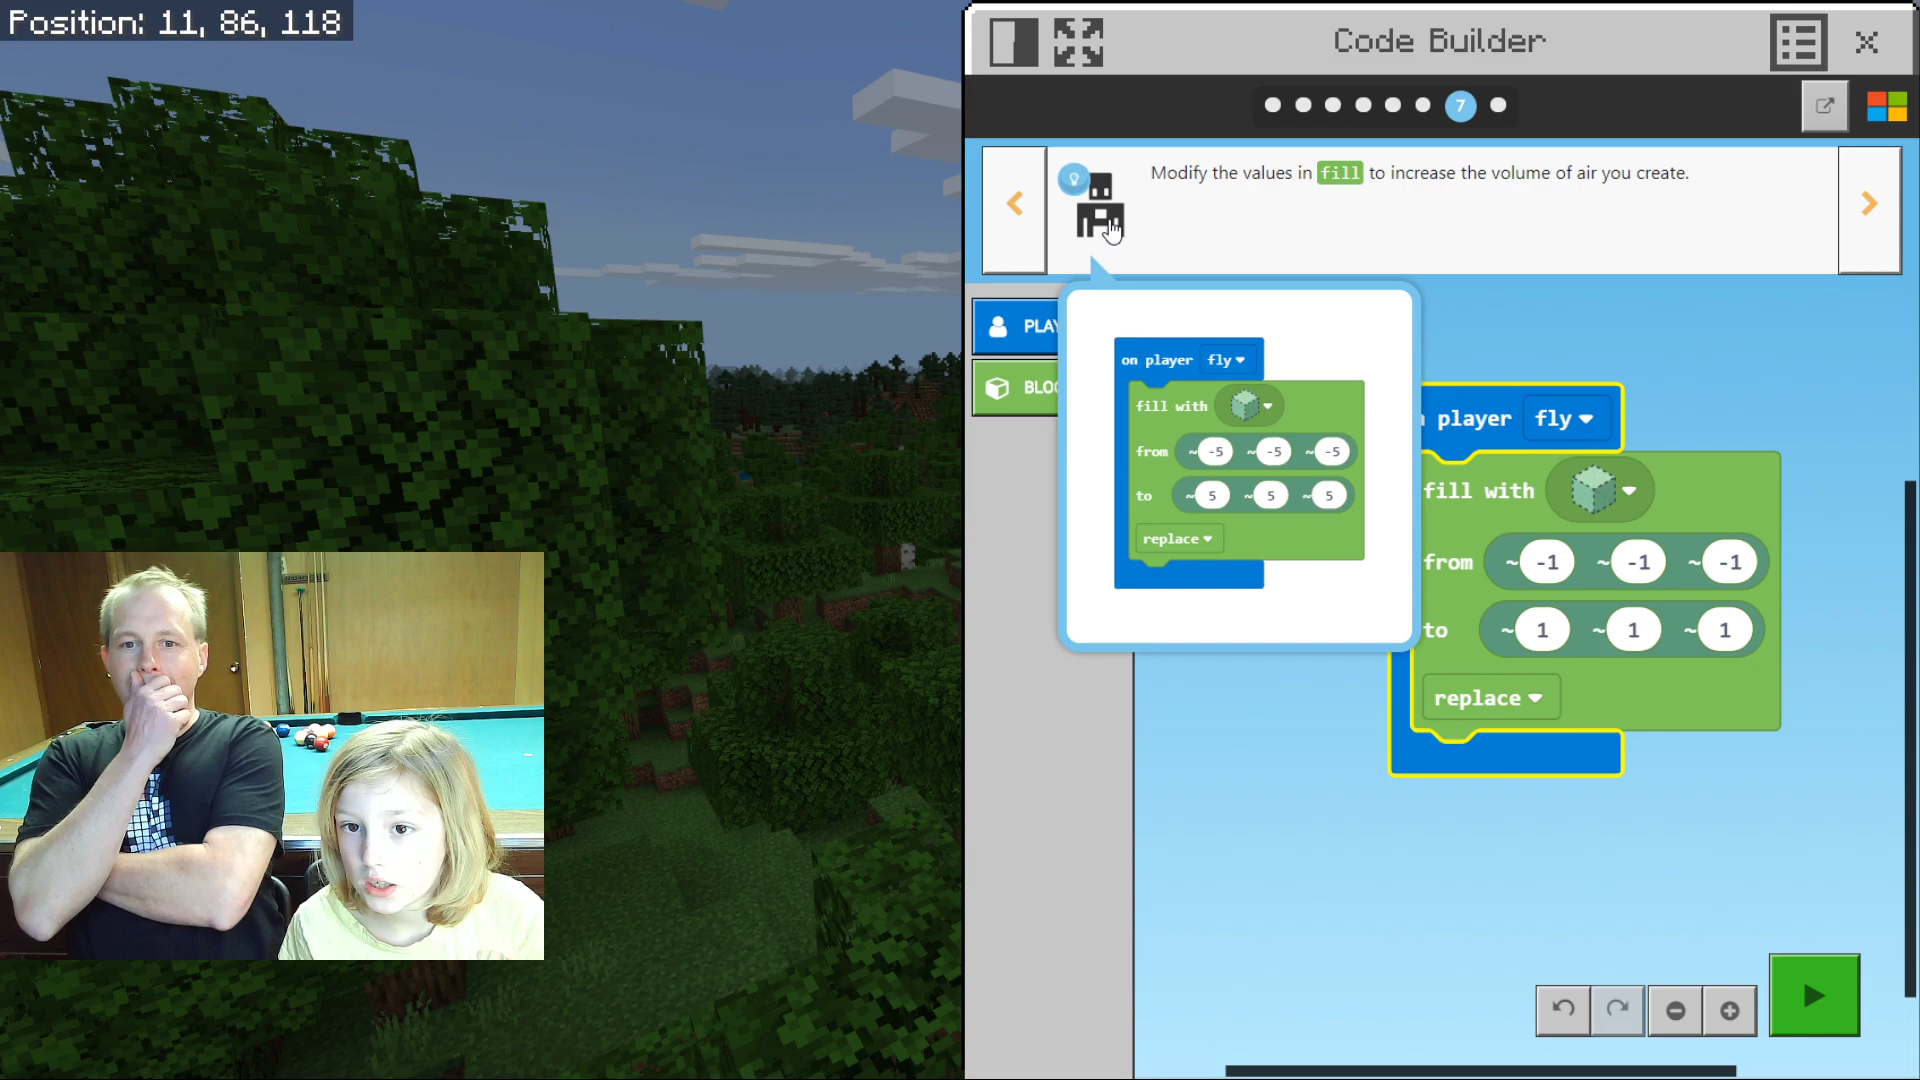 Position: 11, 86, 118
Code Builder
7
Modify the values in fill to increase the volume of air you create.
PLAY
BLOC
on player fly
fill with
from ~ -5 ~ -5 ~ -5
to ~ 5 ~ 5 ~ 5
replace
player fly
fill with
from ~ -1 ~ -1 ~ -1
to ~ 1 ~ 1 ~ 1
replace